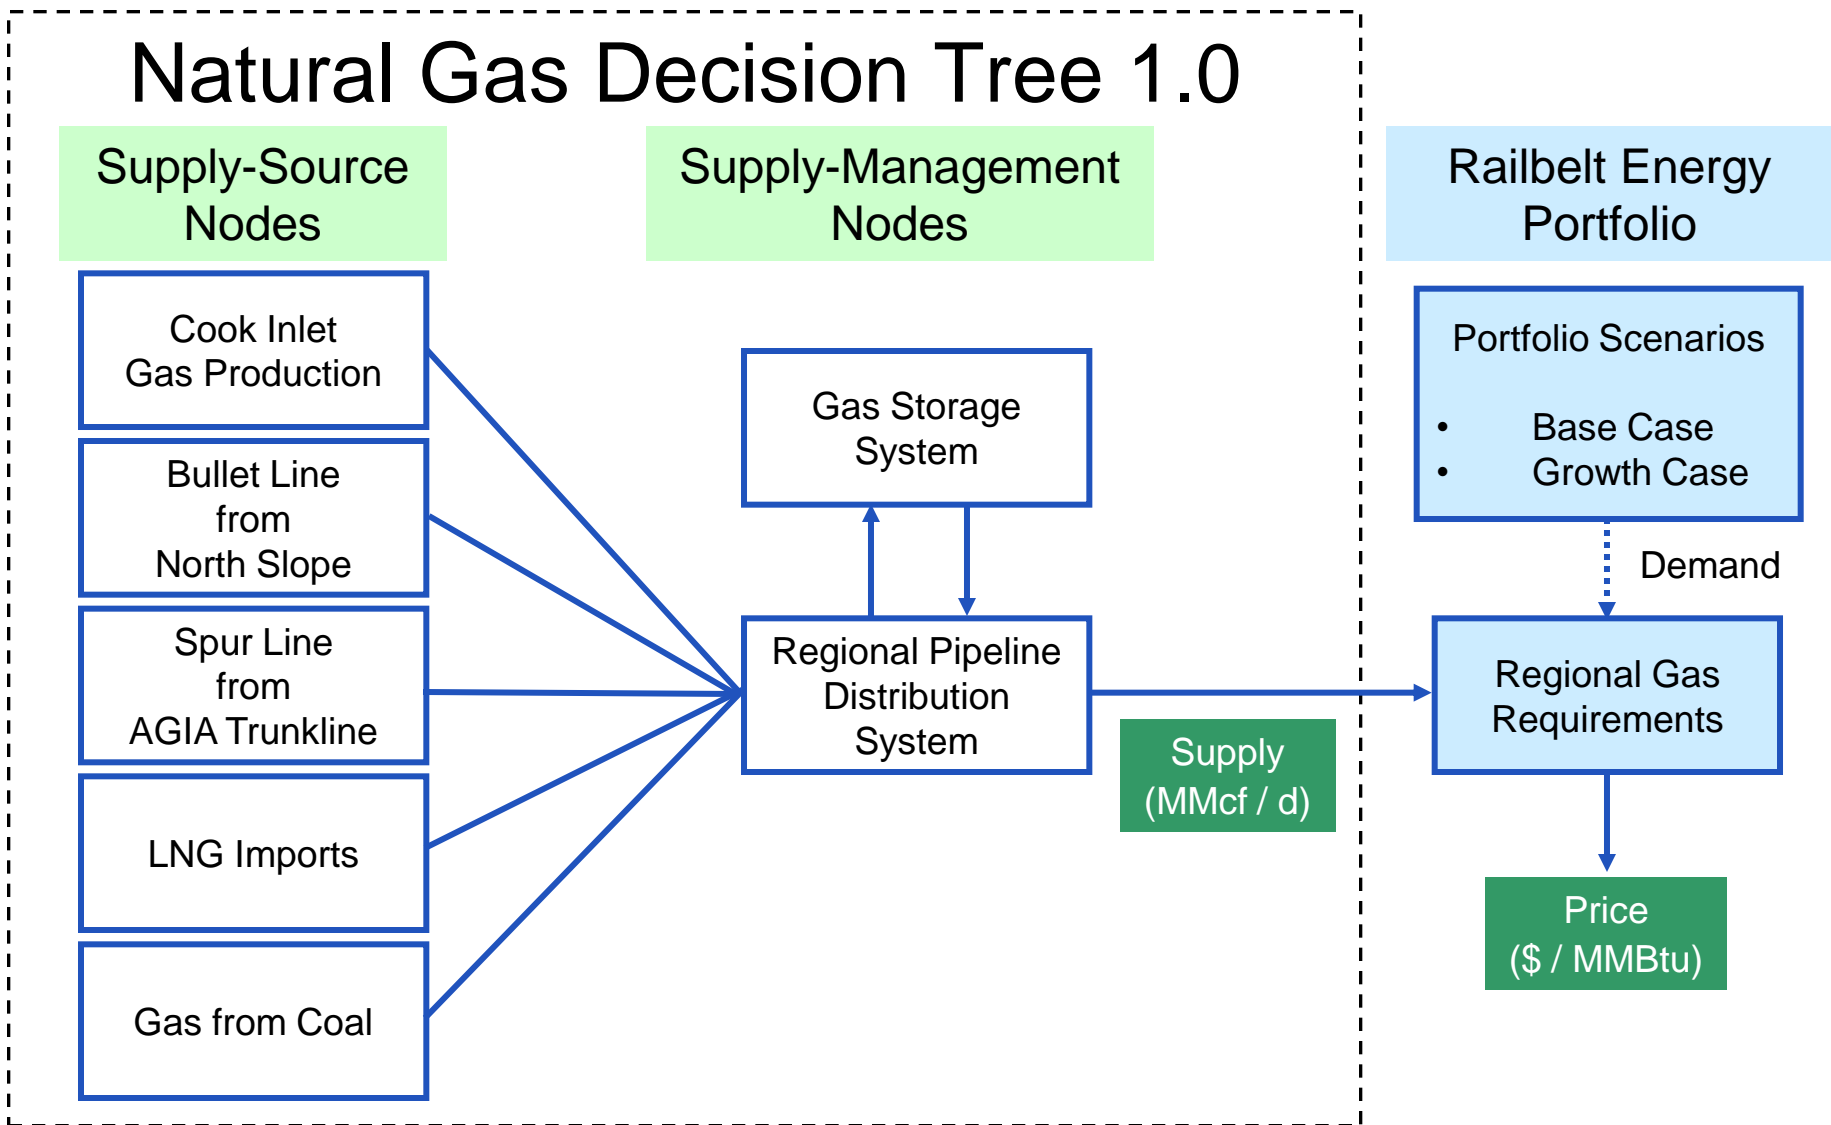 Natural Gas Decision Tree 1.0
Supply-Source
Nodes
Supply-Management
Nodes
Railbelt Energy
Portfolio
Cook Inlet
Gas Production
Bullet Line
from
North Slope
Spur Line
from
AGIA Trunkline
LNG Imports
Gas from Coal
Gas Storage
System
Regional Pipeline
Distribution
System
Supply
(MMcf / d)
Portfolio Scenarios
• Base Case
• Growth Case
Demand
Regional Gas
Requirements
Price
($ / MMBtu)